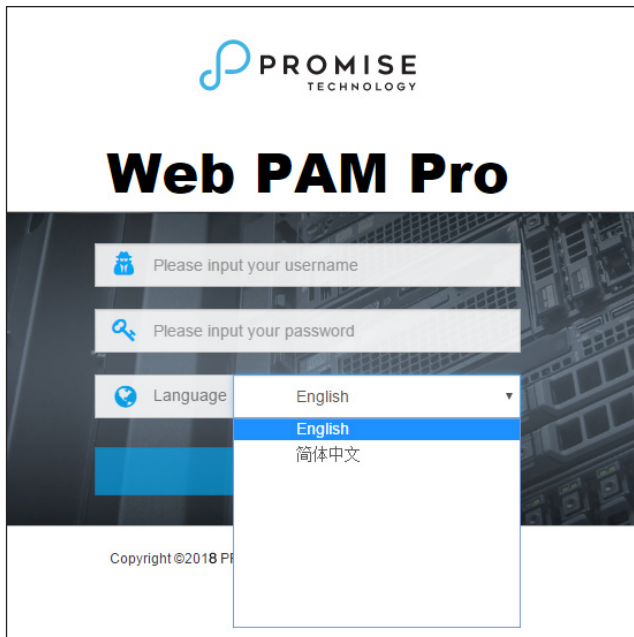 PROMISE
TECHNOLOGY
Web PAM Pro
Please input your username
Please input your password
Language English
English
简体中文
Copyright ©2018